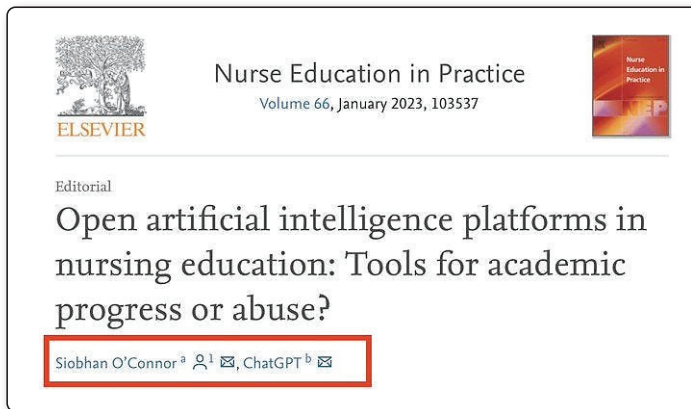 ELSEVIER
Nurse Education in Practice
Volume 66, January 2023, 103537
Nurse
Education in
Practice
NEP
Editorial
Open artificial intelligence platforms in
nursing education: Tools for academic
progress or abuse?
Siobhan O'Connor a 1, ChatGPT b